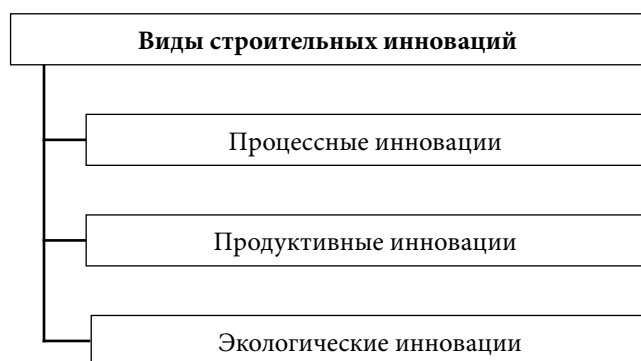 Виды строительных инноваций
Процессные инновации
Продуктивные инновации
Экологические инновации